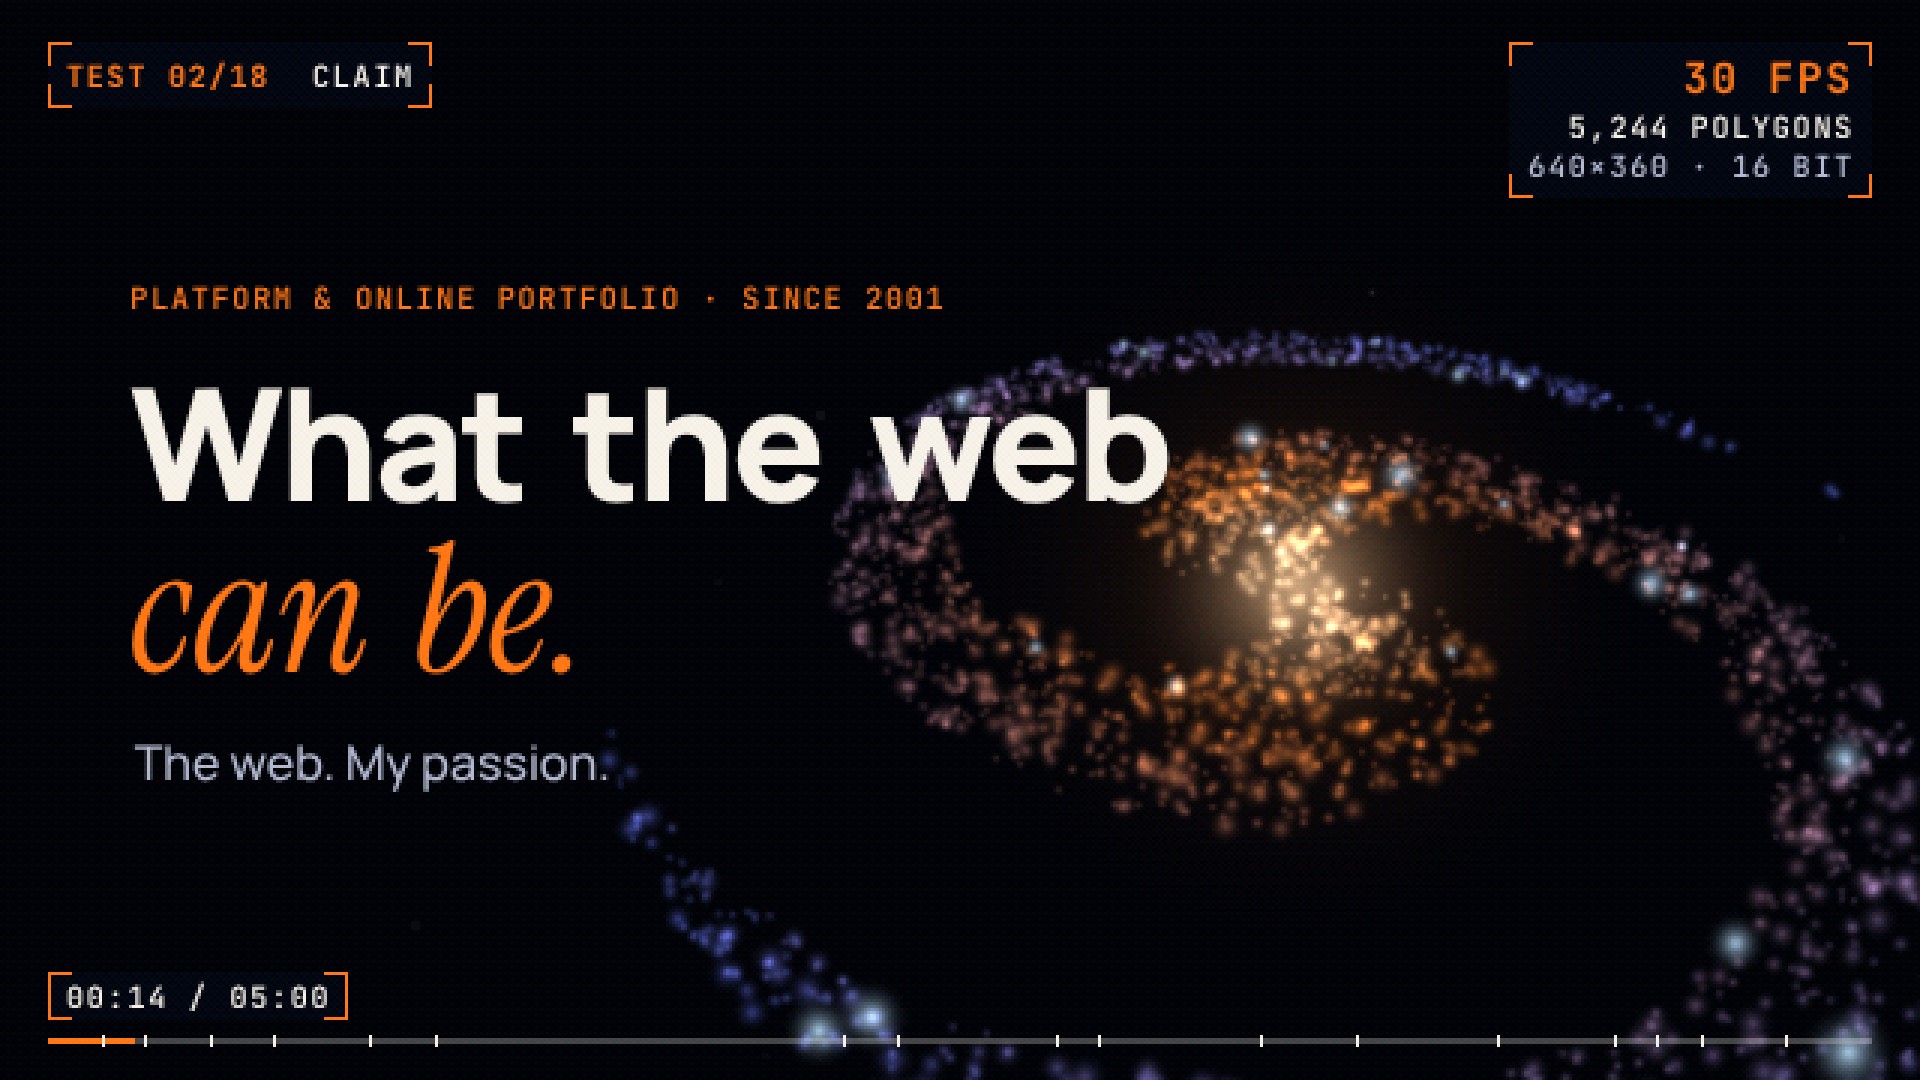 TEST 02/18 CLAIM
30 FPS
5,244 POLYGONS
640×360 · 16 BIT
PLATFORM & ONLINE PORTFOLIO · SINCE 2001
What the web
can be.
The web. My passion.
00:14 / 05:00